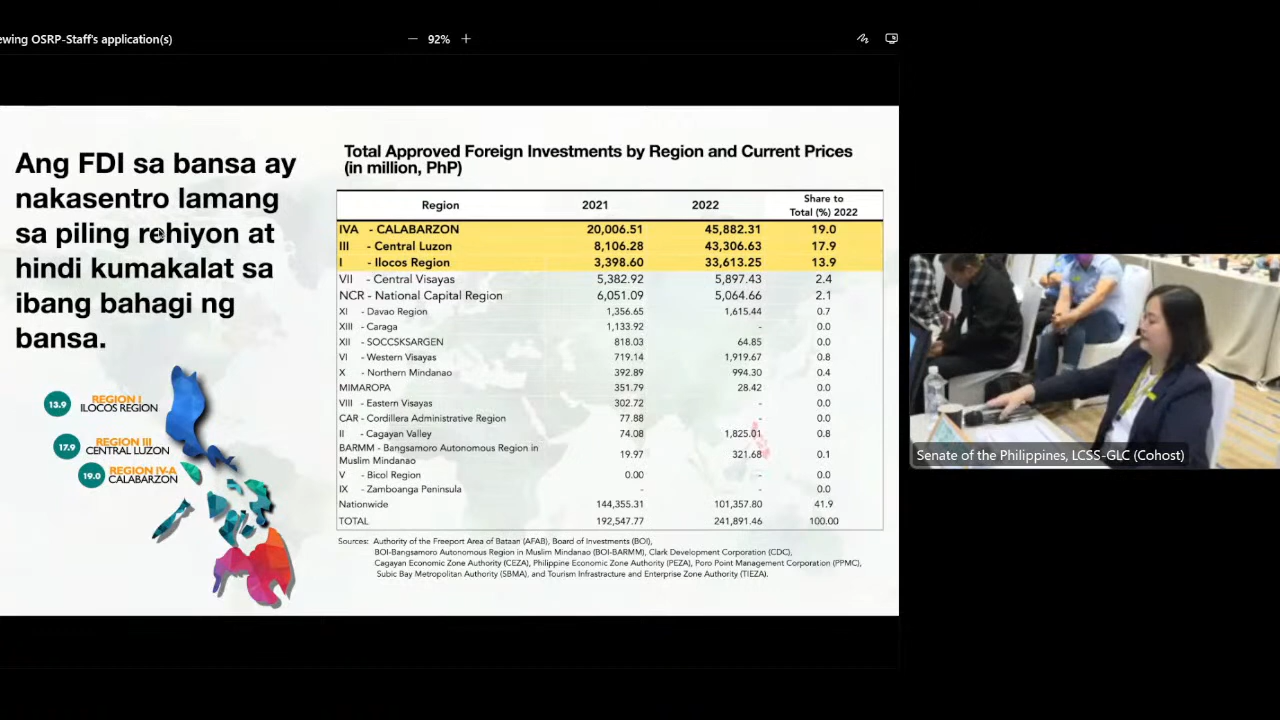 ewing OSRP-Staff's application(s)
92%
Ang FDI sa bansa ay
nakasentro lamang
sa piling rehiyon at
hindi kumakalat sa
ibang bahagi ng
bansa.
13.9 REGION I
ILOCOS REGION
17.9 REGION III
CENTRAL LUZON
19.0 REGION IV-A
CALABARZON
Total Approved Foreign Investments by Region and Current Prices
(in million, PhP)
Region 2021 2022 Share to
Total (%) 2022
IVA - CALABARZON 20,006.51 45,882.31 19.0
III - Central Luzon 8,106.28 43,306.63 17.9
I - Ilocos Region 3,398.60 33,613.25 13.9
VII - Central Visayas 5,382.92 5,897.43 2.4
NCR - National Capital Region 6,051.09 5,064.66 2.1
XI - Davao Region 1,356.65 1,615.44 0.7
XIII - Caraga 1,133.92 - 0.0
XII - SOCCSKSARGEN 818.03 64.85 0.0
VI - Western Visayas 719.14 1,919.67 0.8
X - Northern Mindanao 392.89 994.30 0.4
MIMAROPA 351.79 28.42 0.0
VIII - Eastern Visayas 302.72 - 0.0
CAR - Cordillera Administrative Region 77.88 - 0.0
II - Cagayan Valley 74.08 1,825.01 0.8
BARMM - Bangsamoro Autonomous Region in
Muslim Mindanao 19.97 321.68 0.1
V - Bicol Region 0.00 - 0.0
IX - Zamboanga Peninsula - - 0.0
Nationwide 144,355.31 101,357.80 41.9
TOTAL 192,547.77 241,891.46 100.00
Sources: Authority of the Freeport Area of Bataan (AFAB), Board of Investments (BOI),
BOI-Bangsamoro Autonomous Region in Muslim Mindanao (BOI-BARMM), Clark Development Corporation (CDC),
Cagayan Economic Zone Authority (CEZA), Philippine Economic Zone Authority (PEZA), Poro Point Management Corporation (PPMC),
Subic Bay Metropolitan Authority (SBMA), and Tourism Infrastructure and Enterprise Zone Authority (TIEZA).
Senate of the Philippines, LCSS-GLC (Cohost)